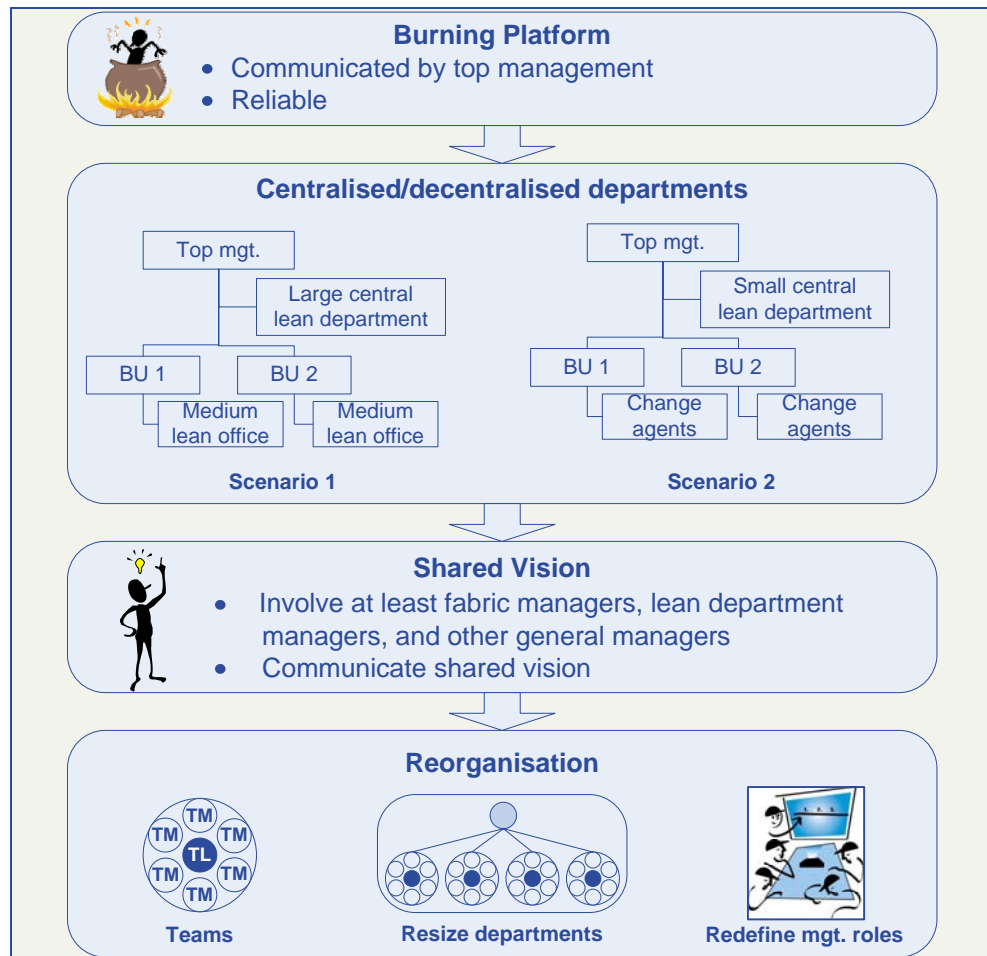 Burning Platform
• Communicated by top management
• Reliable
Centralised/decentralised departments
Top mgt.
Large central
lean department
BU 1
BU 2
Medium
lean office
Medium
lean office
Scenario 1
Top mgt.
Small central
lean department
BU 1
BU 2
Change
agents
Change
agents
Scenario 2
Shared Vision
• Involve at least fabric managers, lean department
managers, and other general managers
• Communicate shared vision
Reorganisation
TM
TM
TM
TL
TM
TM
TM
Teams
Resize departments
Redefine mgt. roles